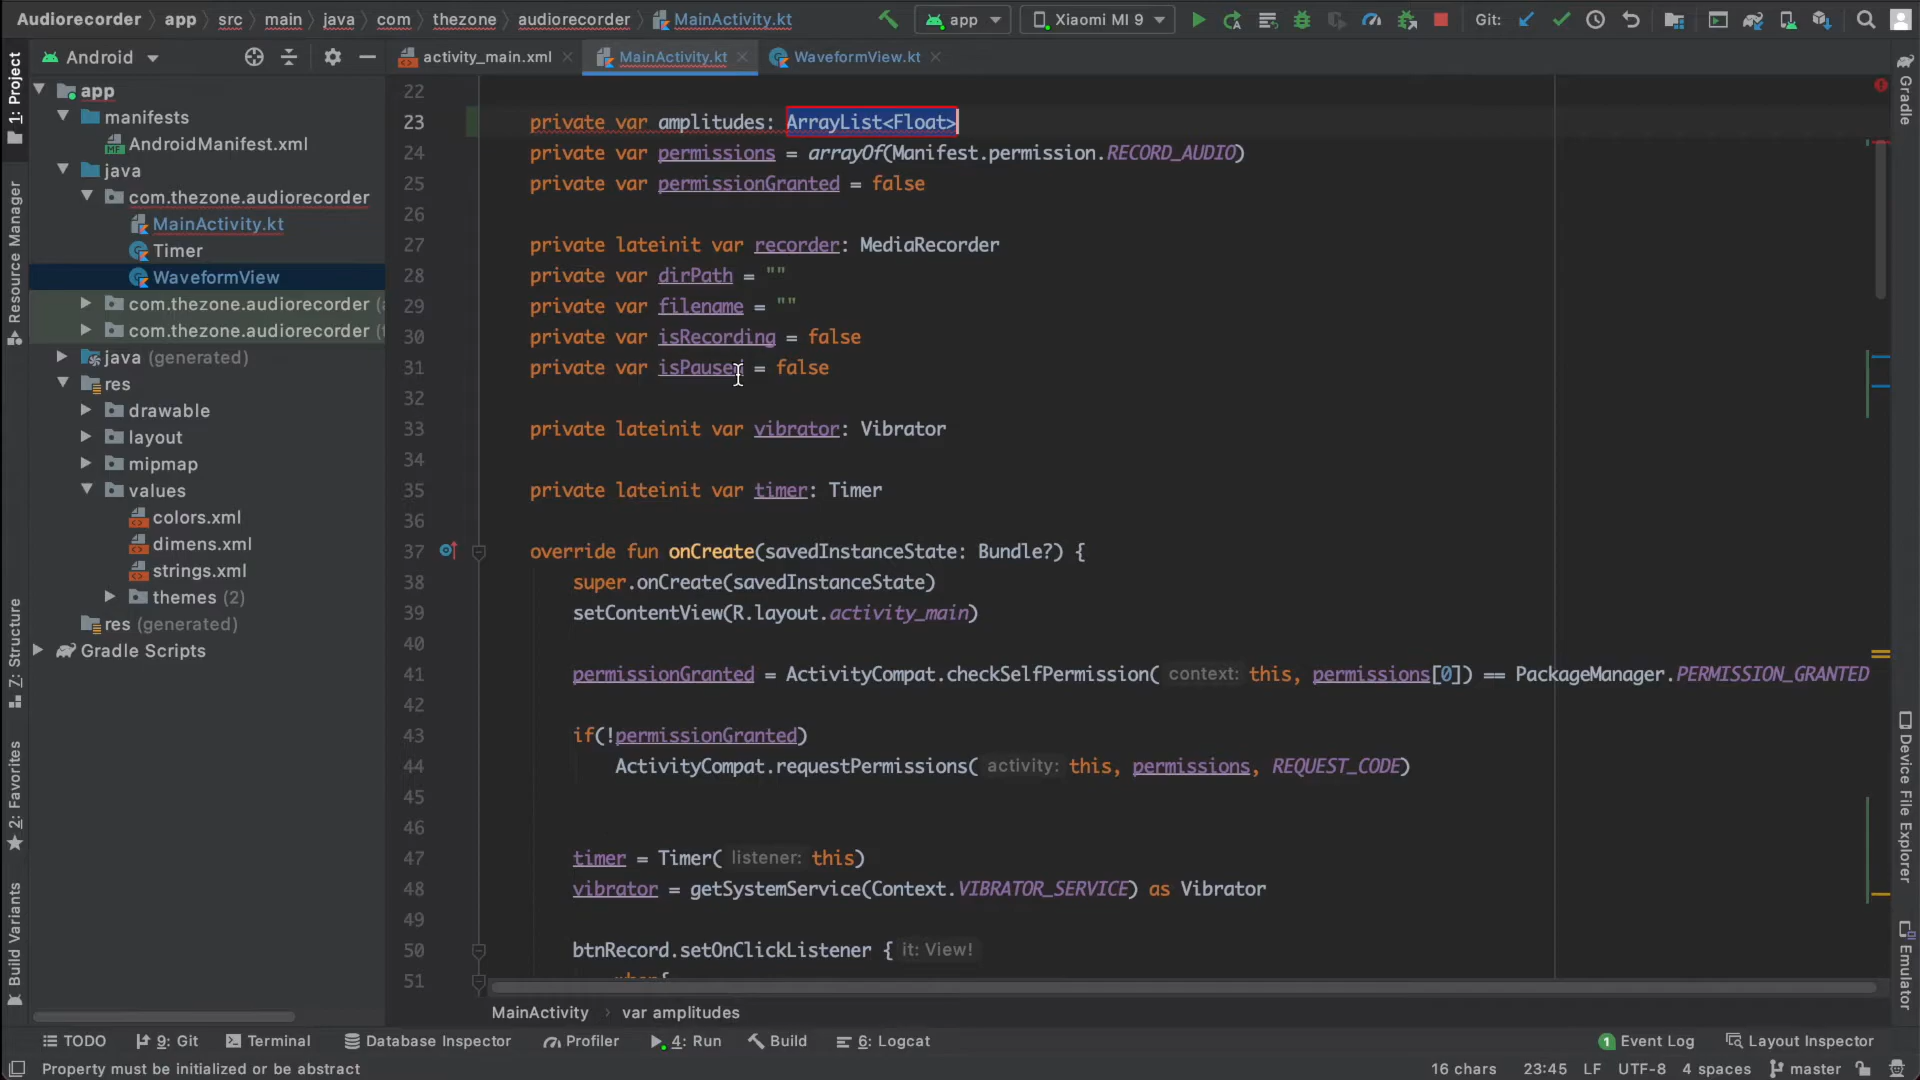 Audiorecorder › app › src › main › java › com › thezone › audiorecorder › MainActivity.kt
app
Xiaomi MI 9
Git:
Android
activity_main.xml
MainActivity.kt
WaveformView.kt
1: Project
Resource Manager
7: Structure
2: Favorites
Build Variants
app
manifests
AndroidManifest.xml
java
com.thezone.audiorecorder
MainActivity.kt
Timer
WaveformView
com.thezone.audiorecorder (
com.thezone.audiorecorder (
java (generated)
res
drawable
layout
mipmap
values
colors.xml
dimens.xml
strings.xml
themes (2)
res (generated)
Gradle Scripts
22
23 private var amplitudes: ArrayList<Float>
24 private var permissions = arrayOf(Manifest.permission.RECORD_AUDIO)
25 private var permissionGranted = false
26
27 private lateinit var recorder: MediaRecorder
28 private var dirPath = ""
29 private var filename = ""
30 private var isRecording = false
31 private var isPaused = false
32
33 private lateinit var vibrator: Vibrator
34
35 private lateinit var timer: Timer
36
37 override fun onCreate(savedInstanceState: Bundle?) {
38 super.onCreate(savedInstanceState)
39 setContentView(R.layout.activity_main)
40
41 permissionGranted = ActivityCompat.checkSelfPermission( context: this, permissions[0]) == PackageManager.PERMISSION_GRANTED
42
43 if(!permissionGranted)
44 ActivityCompat.requestPermissions( activity: this, permissions, REQUEST_CODE)
45
46
47 timer = Timer( listener: this)
48 vibrator = getSystemService(Context.VIBRATOR_SERVICE) as Vibrator
49
50 btnRecord.setOnClickListener { it: View!
51
MainActivity › var amplitudes
Gradle
Device File Explorer
Emulator
TODO
9: Git
Terminal
Database Inspector
Profiler
4: Run
Build
6: Logcat
1 Event Log
Layout Inspector
Property must be initialized or be abstract
16 chars
23:45
LF
UTF-8
4 spaces
master